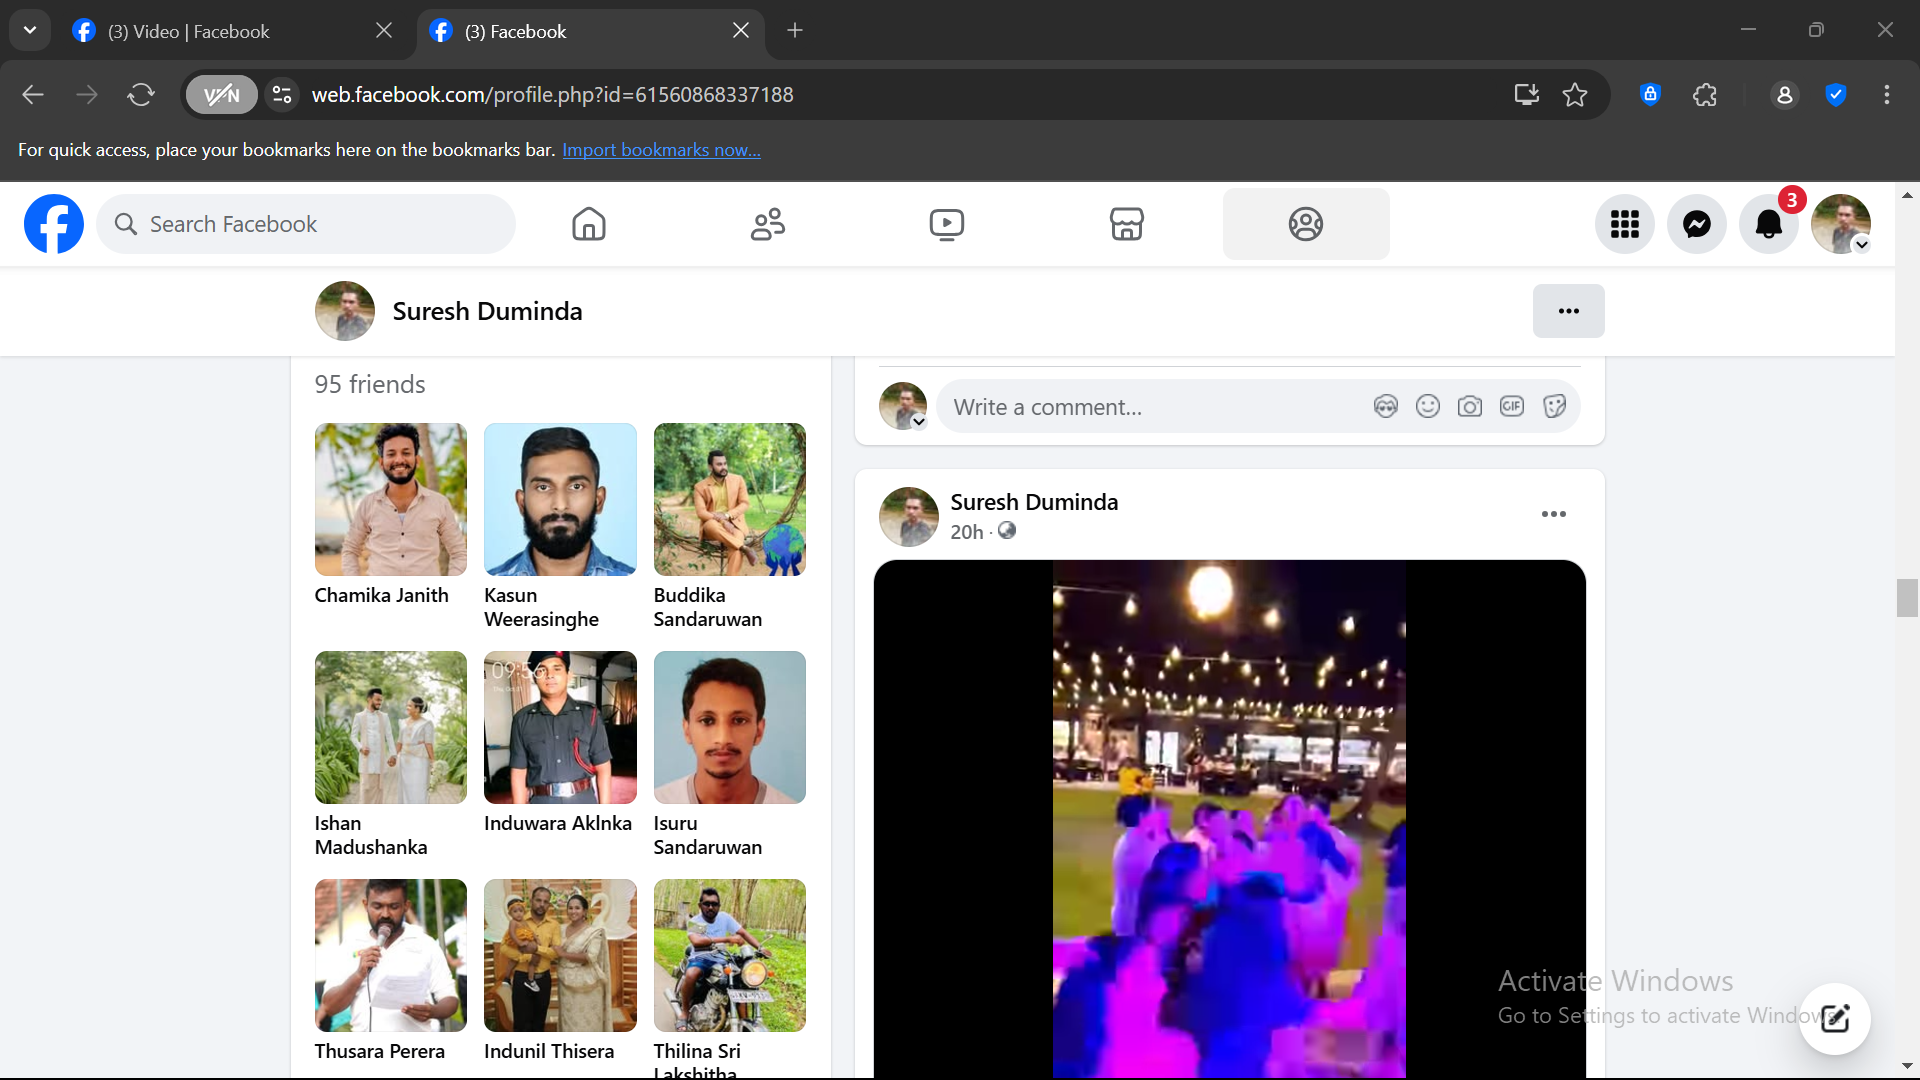 (3) Video | Facebook
(3) Facebook
VPN
web.facebook.com/profile.php?id=61560868337188
For quick access, place your bookmarks here on the bookmarks bar. Import bookmarks now...
Search Facebook
3
Suresh Duminda
95 friends
Chamika Janith
Kasun
Weerasinghe
Buddika
Sandaruwan
09:56
Ishan
Madushanka
Induwara Aklnka
Isuru
Sandaruwan
Thusara Perera
Indunil Thisera
Thilina Sri
Lakshitha
Write a comment...
GIF
Suresh Duminda
20h ·
Activate Windows
Go to Settings to activate Windows.